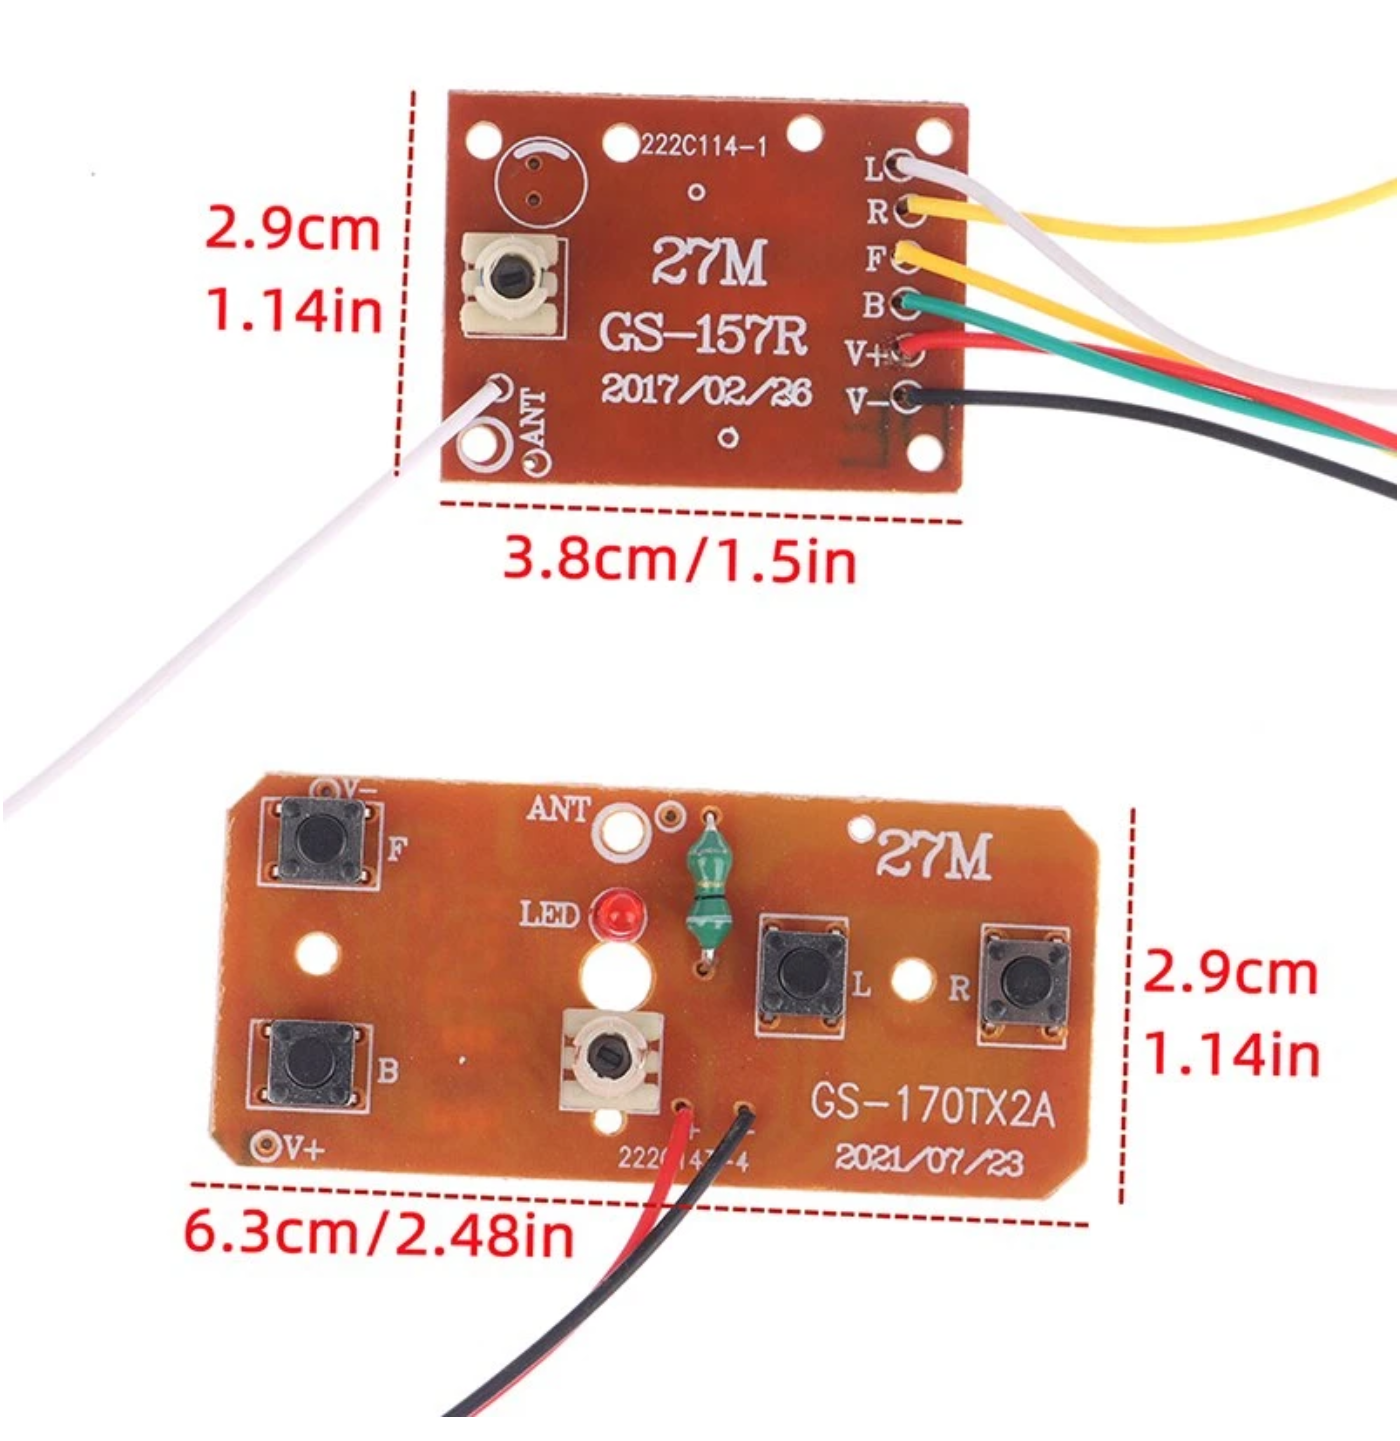 222C114-1
L
R
F
B
V+
V-
27M
GS-157R
2017/02/26
ANT
2.9cm
1.14in
3.8cm/1.5in
V-
F
ANT
27M
LED
L
R
B
V+
+
-
GS-170TX2A
2021/07/23
2.9cm
1.14in
6.3cm/2.48in